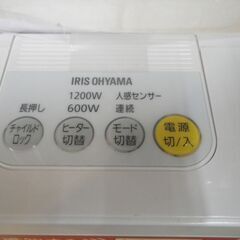 IRIS OHYAMA
1200W 人感センサー
長押し 600W 連続
チャイルド
ロック
ヒーター
切替
モード
切替
電源
切/入